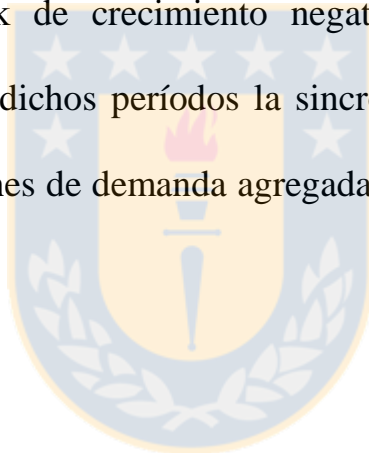 k de crecimiento negat
dichos períodos la sincr
nes de demanda agregada